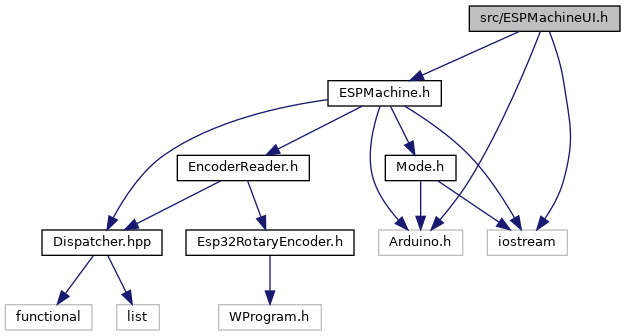 src/ESPMachineUI.h
ESPMachine.h
EncoderReader.h
Mode.h
Dispatcher.hpp
Esp32RotaryEncoder.h
Arduino.h
iostream
functional
list
WProgram.h